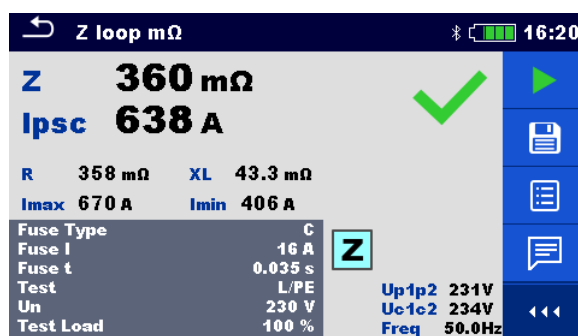 Z loop mΩ 16:20
Z 360 mΩ
Ipsc 638 A
R 358 mΩ XL 43.3 mΩ
Imax 670 A Imin 406 A
Fuse Type C
Fuse I 16 A
Fuse t 0.035 s
Test L/PE
Un 230 V
Test Load 100 %
Z
Up1p2 231V
Uc1c2 234V
Freq 50.0Hz